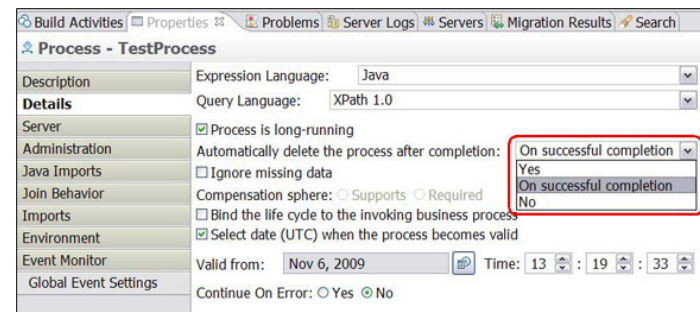 Build Activities Properties Problems Server Logs Servers Migration Results Search
Process - TestProcess
Description
Details
Server
Administration
Java Imports
Join Behavior
Imports
Environment
Event Monitor
Global Event Settings
Expression Language: Java
Query Language: XPath 1.0
Process is long-running
Automatically delete the process after completion: On successful completion
Yes
On successful completion
No
Ignore missing data
Compensation sphere: Supports Required
Bind the life cycle to the invoking business process
Select date (UTC) when the process becomes valid
Valid from: Nov 6, 2009 Time: 13 : 19 : 33
Continue On Error: Yes No